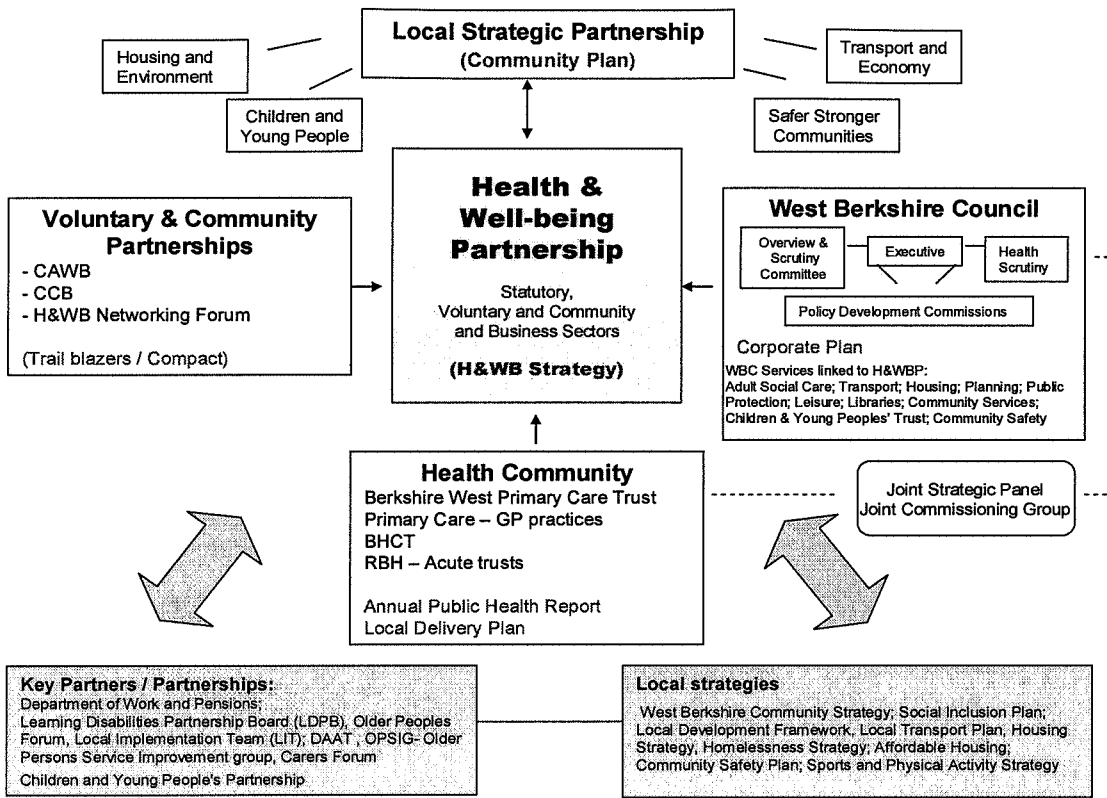 Local Strategic Partnership
(Community Plan)
Housing and
Environment
Transport and
Economy
Children and
Young People
Safer Stronger
Communities
Health &
Well-being
Partnership
Statutory,
Voluntary and Community
and Business Sectors
(H&WB Strategy)
Voluntary & Community
Partnerships
- CAWB
- CCB
- H&WB Networking Forum
(Trail blazers / Compact)
West Berkshire Council
Overview &
Scrutiny
Committee
Executive
Health
Scrutiny
Policy Development Commissions
Corporate Plan
WBC Services linked to H&WBP:
Adult Social Care; Transport; Housing; Planning; Public
Protection; Leisure; Libraries; Community Services;
Children & Young Peoples' Trust; Community Safety
Health Community
Berkshire West Primary Care Trust
Primary Care – GP practices
BHCT
RBH – Acute trusts
Annual Public Health Report
Local Delivery Plan
Joint Strategic Panel
Joint Commissioning Group
Key Partners / Partnerships:
Department of Work and Pensions;
Learning Disabilities Partnership Board (LDPB), Older Peoples
Forum, Local Implementation Team (LIT); DAAT , OPSIG- Older
Persons Service Improvement group, Carers Forum
Children and Young People's Partnership
Local strategies
West Berkshire Community Strategy; Social Inclusion Plan;
Local Development Framework, Local Transport Plan, Housing
Strategy, Homelessness Strategy; Affordable Housing;
Community Safety Plan; Sports and Physical Activity Strategy